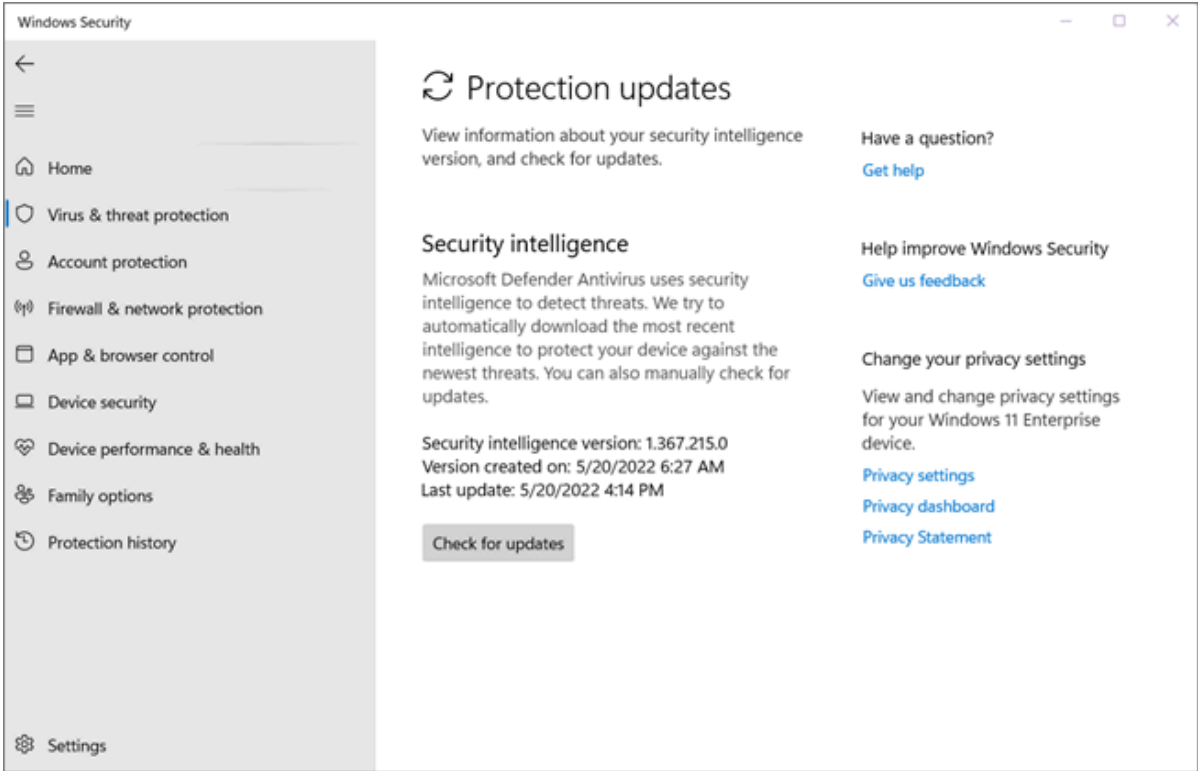 Windows Security
Home
Virus & threat protection
Account protection
Firewall & network protection
App & browser control
Device security
Device performance & health
Family options
Protection history
Settings
Protection updates
View information about your security intelligence
version, and check for updates.
Security intelligence
Microsoft Defender Antivirus uses security
intelligence to detect threats. We try to
automatically download the most recent
intelligence to protect your device against the
newest threats. You can also manually check for
updates.
Security intelligence version: 1.367.215.0
Version created on: 5/20/2022 6:27 AM
Last update: 5/20/2022 4:14 PM
Check for updates
Have a question?
Get help
Help improve Windows Security
Give us feedback
Change your privacy settings
View and change privacy settings
for your Windows 11 Enterprise
device.
Privacy settings
Privacy dashboard
Privacy Statement